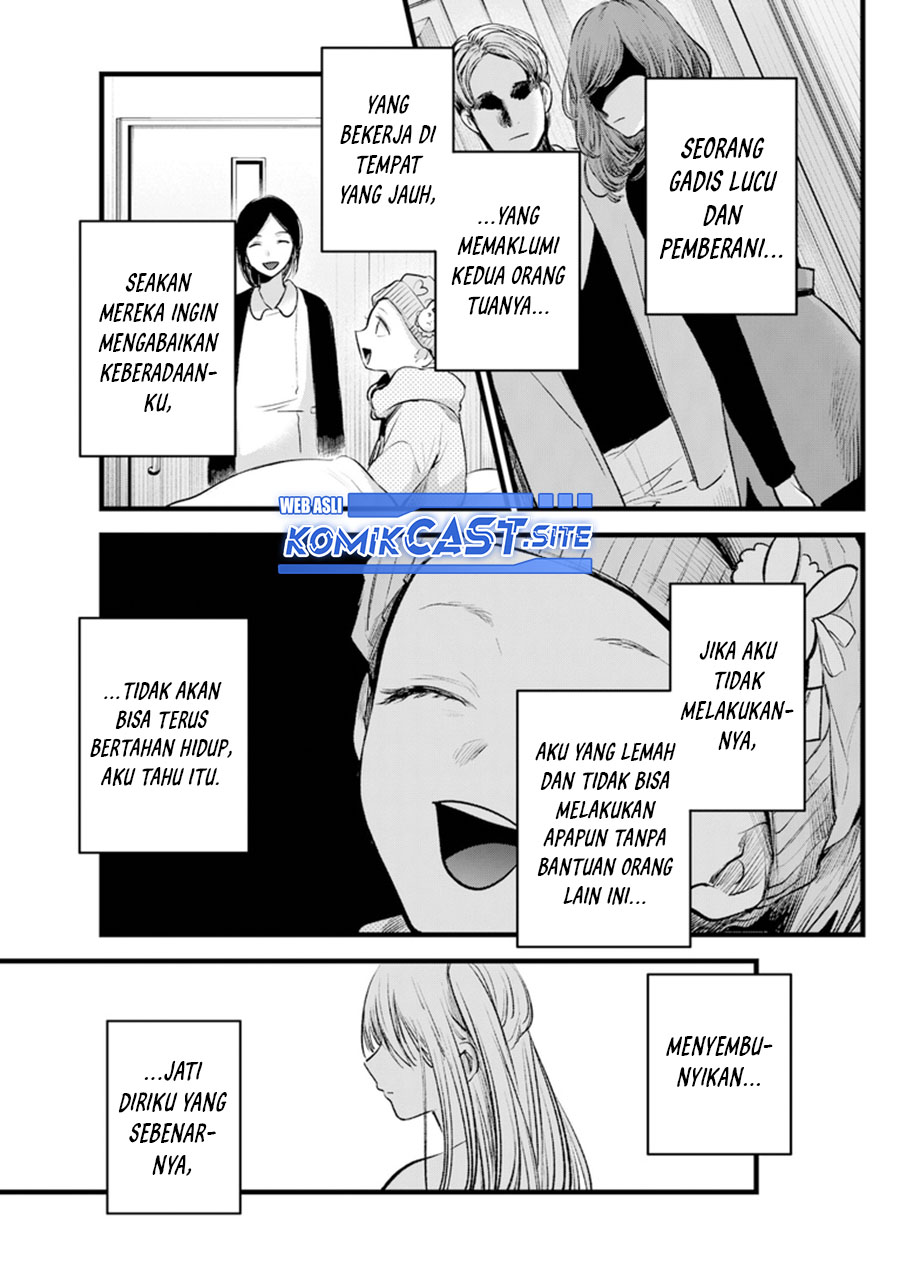 SEORANG
GADIS LUCU
DAN
PEMBERANI...
...YANG
MEMAKLUMI
KEDUA ORANG
TUANYA...
YANG
BEKERJA DI
TEMPAT
YANG JAUH,
SEAKAN
MEREKA INGIN
MENGABAIKAN
KEBERADAAN-
KU,
WEB ASLI
KOMIKCAST.SITE
JIKA AKU
TIDAK
MELAKUKAN-
NYA,
AKU YANG LEMAH
DAN TIDAK BISA
MELAKUKAN
APAPUN TANPA
BANTUAN ORANG
LAIN INI...
...TIDAK AKAN
BISA TERUS
BERTAHAN HIDUP,
AKU TAHU ITU.
MENYEMBU-
NYIKAN...
...JATI
DIRIKU YANG
SEBENAR-
NYA,